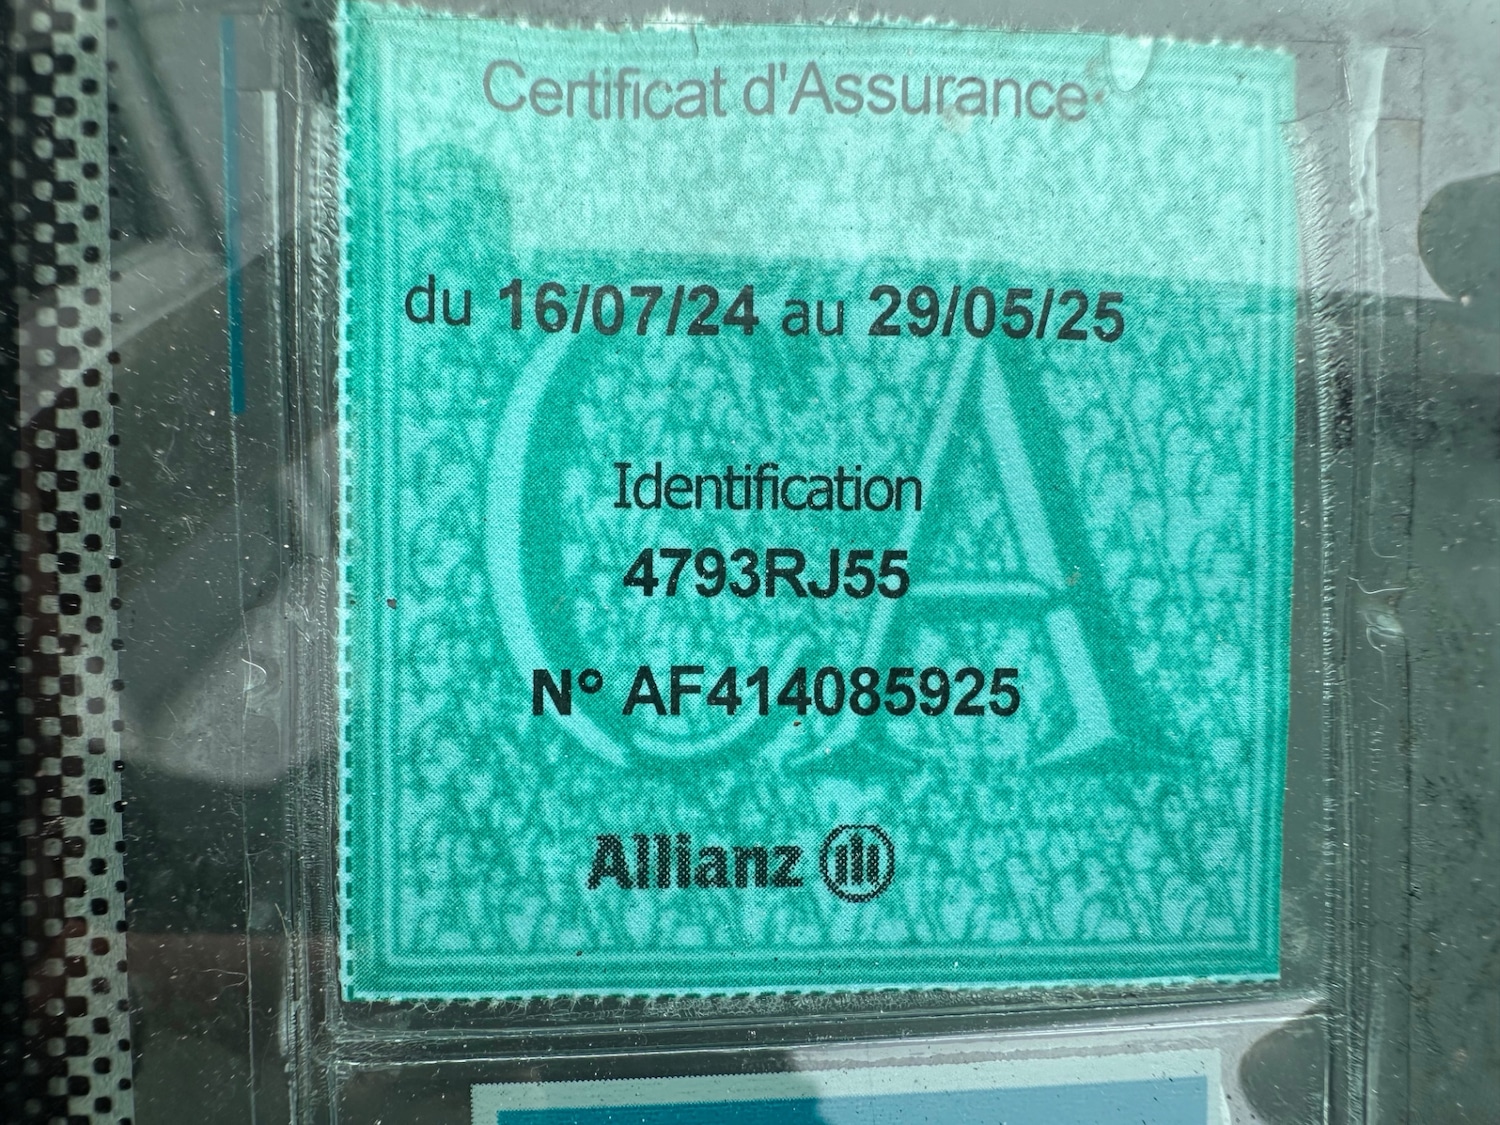 Certificat d'Assurance
du 16/07/24 au 29/05/25
Identification
4793RJ55
N° AF414085925
Allianz